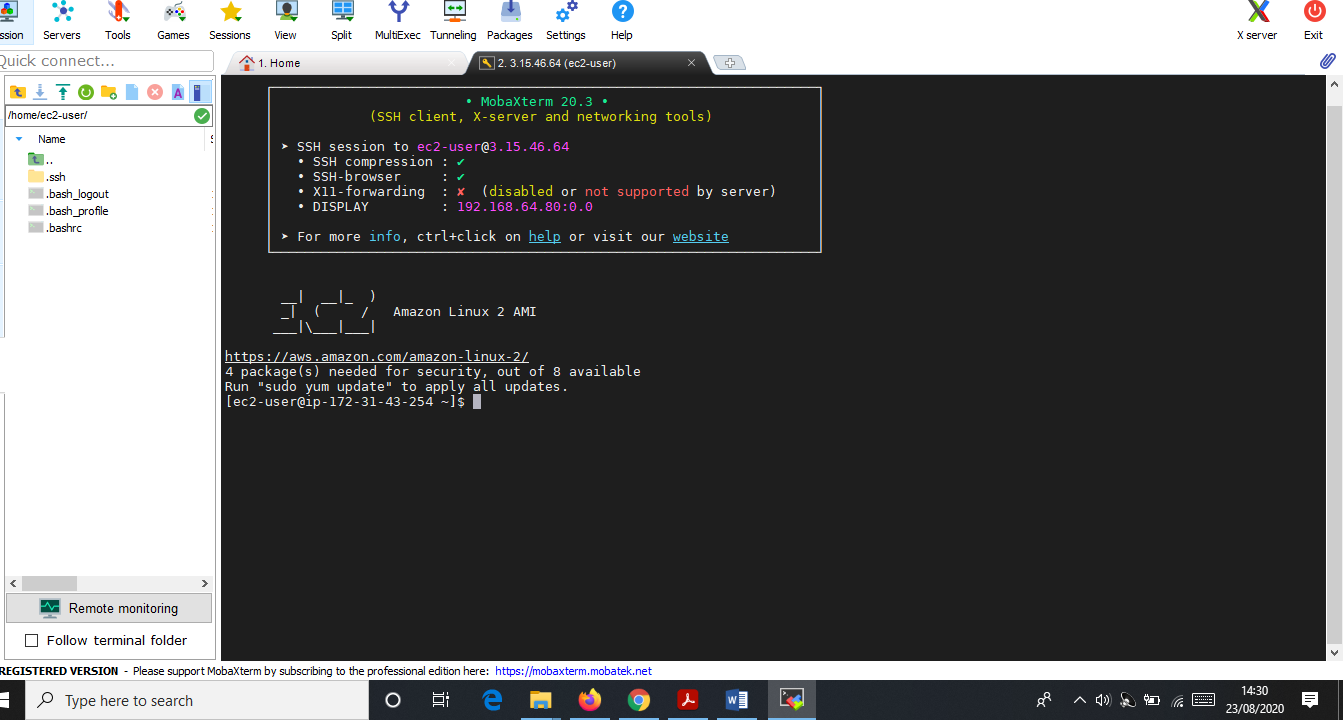 ssion Servers Tools Games Sessions View Split MultiExec Tunneling Packages Settings Help X server Exit
Quick connect...
1. Home
2. 3.15.46.64 (ec2-user)
/home/ec2-user/
Name
..
.ssh
.bash_logout
.bash_profile
.bashrc
Remote monitoring
Follow terminal folder
• MobaXterm 20.3 •
(SSH client, X-server and networking tools)
➤ SSH session to ec2-user@3.15.46.64
• SSH compression : ✔
• SSH-browser : ✔
• X11-forwarding : ✘ (disabled or not supported by server)
• DISPLAY : 192.168.64.80:0.0
➤ For more info, ctrl+click on help or visit our website
__| __|_ )
_| ( / Amazon Linux 2 AMI
___|\___|___|
https://aws.amazon.com/amazon-linux-2/
4 package(s) needed for security, out of 8 available
Run "sudo yum update" to apply all updates.
[ec2-user@ip-172-31-43-254 ~]$
REGISTERED VERSION - Please support MobaXterm by subscribing to the professional edition here: https://mobaxterm.mobatek.net
Type here to search
14:30
23/08/2020